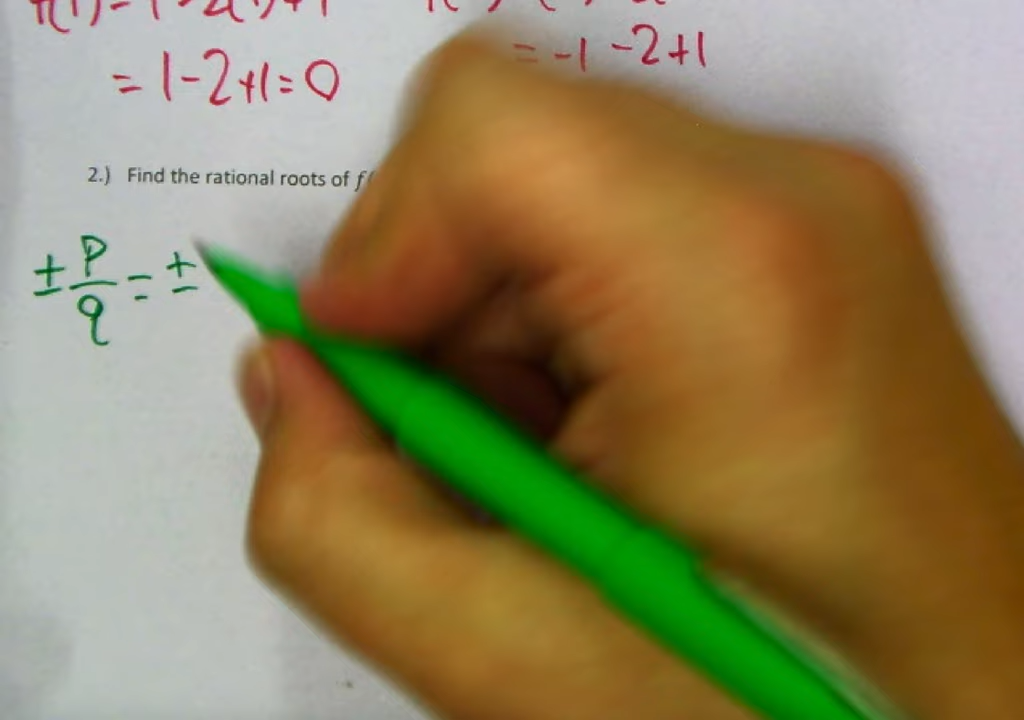 = 1-2+1=0
= -1 -2+1
2.) Find the rational roots of f(
± P/q = ±